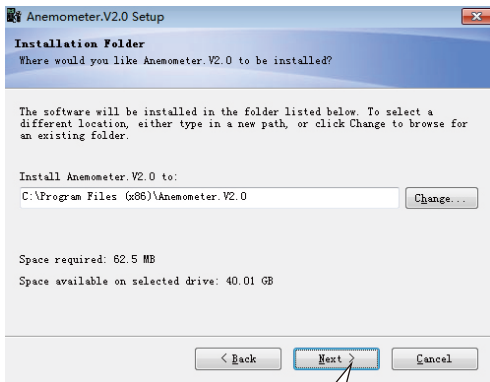 Anemometer.V2.0 Setup
Installation Folder
Where would you like Anemometer.V2.0 to be installed?
The software will be installed in the folder listed below. To select a
different location, either type in a new path, or click Change to browse for
an existing folder.
Install Anemometer.V2.0 to:
C:\Program Files (x86)\Anemometer.V2.0
Change...
Space required: 62.5 MB
Space available on selected drive: 40.01 GB
< Back
Next >
Cancel